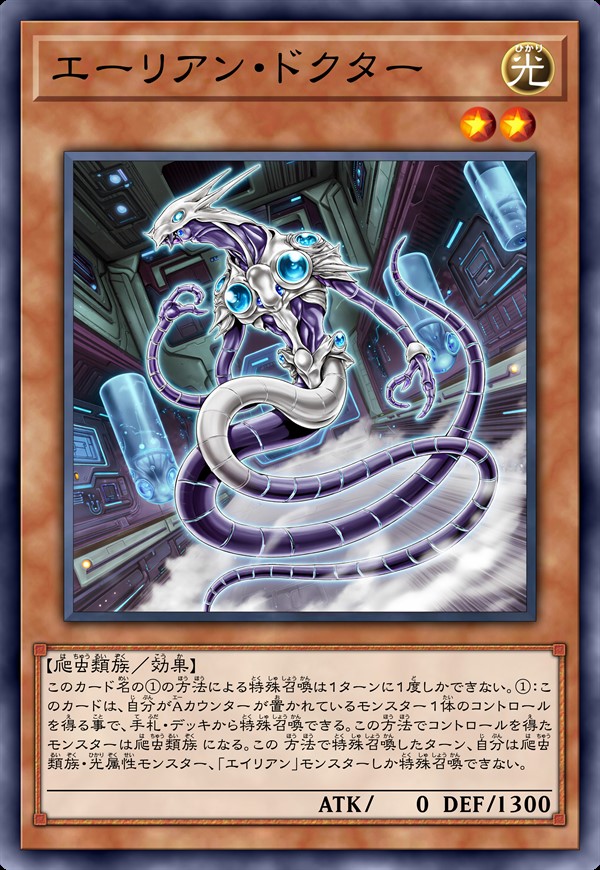 エーリアン・ドクター
光
【爬虫類族／効果】
このカード名の①の方法による特殊召喚は1ターンに1度しかできない。①：こ
のカードは、自分がAカウンターが置かれているモンスター1体のコントロール
を得る事で、手札・デッキから特殊召喚できる。この方法でコントロールを得た
モンスターは爬虫類族になる。この 方法で特殊召喚したターン、自分は爬虫
類族・光属性モンスター、「エイリアン」モンスターしか特殊召喚できない。
ATK/ 0 DEF/1300